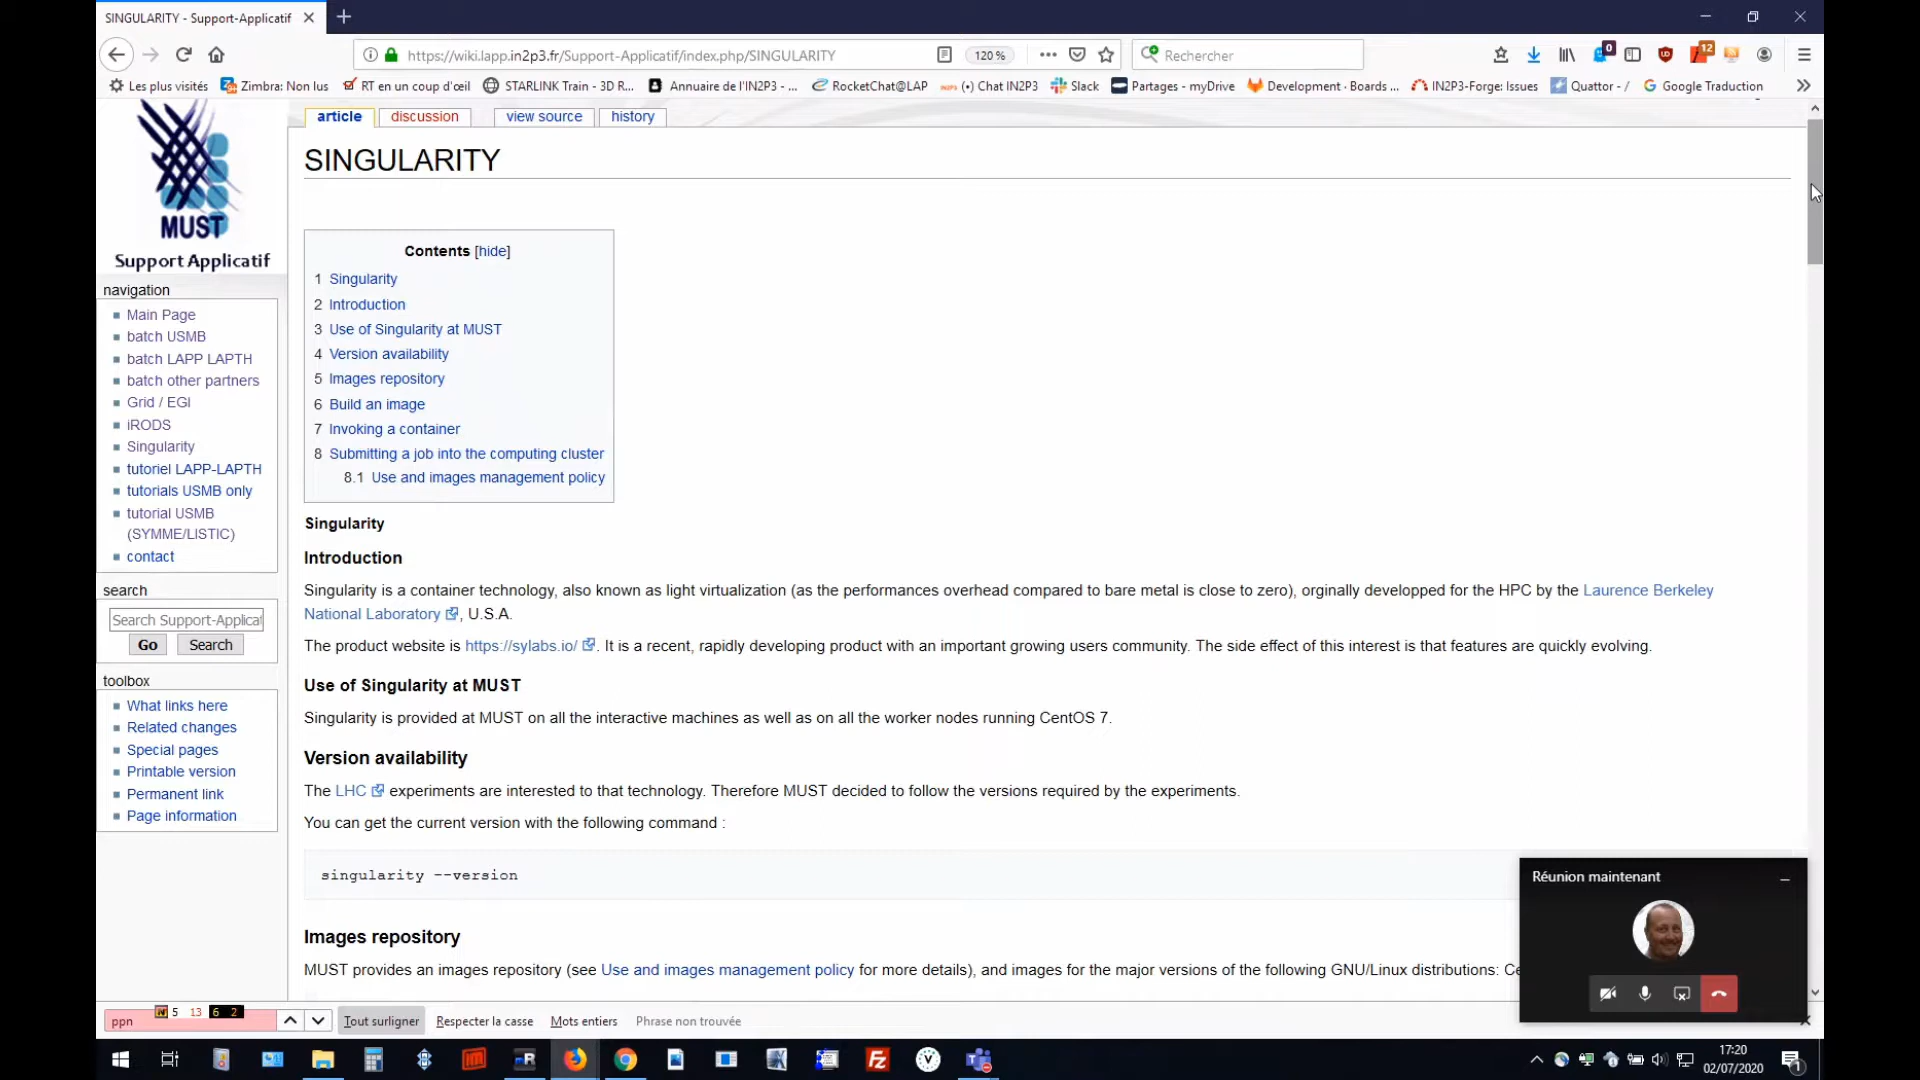 SINGULARITY - Support-Applicatif
https://wiki.lapp.in2p3.fr/Support-Applicatif/index.php/SINGULARITY
120 %
Rechercher
0
12
Les plus visités
Zimbra: Non lus
RT en un coup d'œil
STARLINK Train - 3D R...
Annuaire de l'IN2P3 - ...
RocketChat@LAPP
(•) Chat IN2P3
Slack
Partages - myDrive
Development · Boards ...
IN2P3-Forge: Issues
Quattor - /
Google Traduction
MUST
Support Applicatif
article
discussion
view source
history
SINGULARITY
Contents [hide]
1 Singularity
2 Introduction
3 Use of Singularity at MUST
4 Version availability
5 Images repository
6 Build an image
7 Invoking a container
8 Submitting a job into the computing cluster
8.1 Use and images management policy
navigation
Main Page
batch USMB
batch LAPP LAPTH
batch other partners
Grid / EGI
iRODS
Singularity
tutoriel LAPP-LAPTH
tutorials USMB only
tutorial USMB
(SYMME/LISTIC)
contact
search
Search Support-Applicat
Go
Search
toolbox
What links here
Related changes
Special pages
Printable version
Permanent link
Page information
Singularity
Introduction
Singularity is a container technology, also known as light virtualization (as the performances overhead compared to bare metal is close to zero), orginally developped for the HPC by the Laurence Berkeley
National Laboratory , U.S.A.
The product website is https://sylabs.io/ . It is a recent, rapidly developing product with an important growing users community. The side effect of this interest is that features are quickly evolving.
Use of Singularity at MUST
Singularity is provided at MUST on all the interactive machines as well as on all the worker nodes running CentOS 7.
Version availability
The LHC experiments are interested to that technology. Therefore MUST decided to follow the versions required by the experiments.
You can get the current version with the following command :
singularity --version
Images repository
MUST provides an images repository (see Use and images management policy for more details), and images for the major versions of the following GNU/Linux distributions: Ce
Réunion maintenant
ppn
5 13 6 2
Tout surligner
Respecter la casse
Mots entiers
Phrase non trouvée
17:20
02/07/2020
1